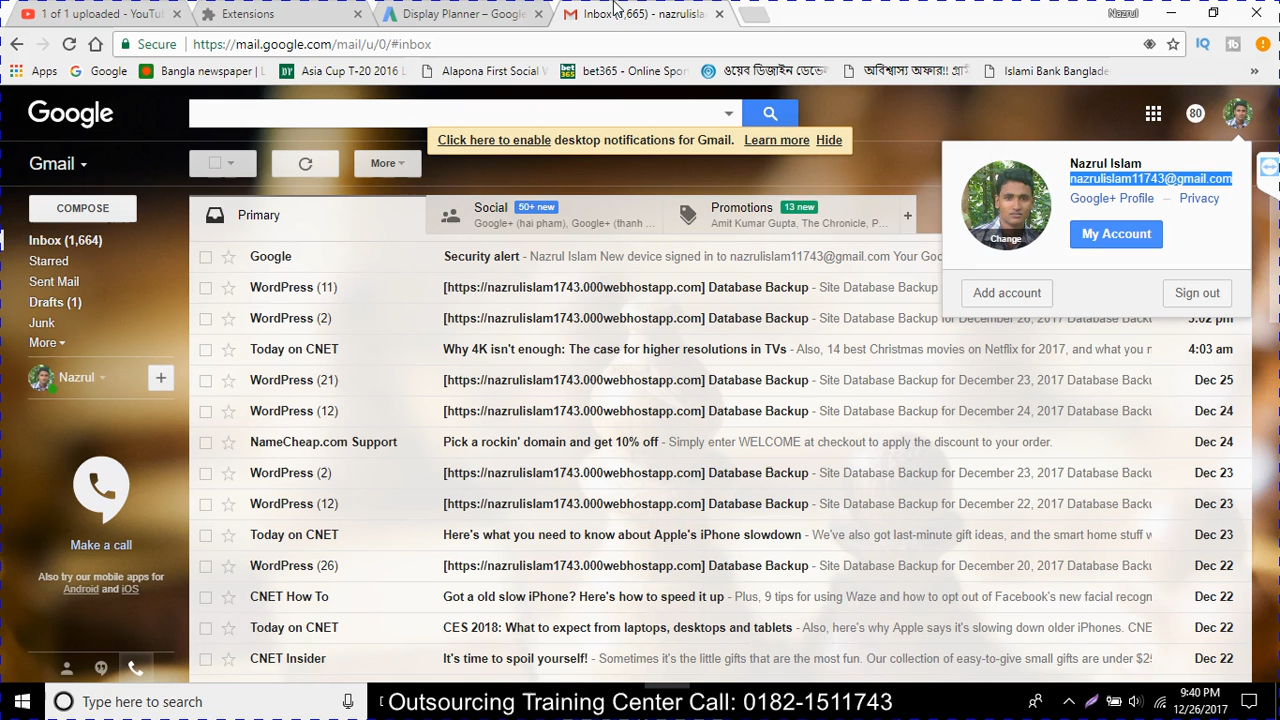 1 of 1 uploaded - YouTu
Extensions
Display Planner – Google
Inbox (1,665) - nazrulisla
Nazrul
Secure
https://mail.google.com/mail/u/0/#inbox
Apps
Google
Bangla newspaper | L
Asia Cup T-20 2016 L
Alapona First Social W
bet365 - Online Spor
ওয়েব ডিজাইন ডেভে
অবিশ্বাস্য অফার!! গ্রা
Islami Bank Banglade
Google
80
Click here to enable desktop notifications for Gmail. Learn more Hide
Gmail
More
Nazrul Islam
nazrulislam11743@gmail.com
Google+ Profile – Privacy
My Account
Change
Add account
Sign out
COMPOSE
Inbox (1,664)
Starred
Sent Mail
Drafts (1)
Junk
More
Nazrul
Make a call
Also try our mobile apps for
Android and iOS
Primary
Social 50+ new
Google+ (hai pham), Google+ (thanh ...
Promotions 13 new
Amit Kumar Gupta, The Chronicle, P...
Google Security alert - Nazrul Islam New device signed in to nazrulislam11743@gmail.com Your Goo
WordPress (11) [https://nazrulislam1743.000webhostapp.com] Database Backup - Site Database Backup
WordPress (2) [https://nazrulislam1743.000webhostapp.com] Database Backup - Site Database Backup for December 26, 2017 Database Backu 5:02 pm
Today on CNET Why 4K isn't enough: The case for higher resolutions in TVs - Also, 14 best Christmas movies on Netflix for 2017, and what you n 4:03 am
WordPress (21) [https://nazrulislam1743.000webhostapp.com] Database Backup - Site Database Backup for December 23, 2017 Database Backu Dec 25
WordPress (12) [https://nazrulislam1743.000webhostapp.com] Database Backup - Site Database Backup for December 24, 2017 Database Backu Dec 24
NameCheap.com Support Pick a rockin' domain and get 10% off - Simply enter WELCOME at checkout to apply the discount to your order. Dec 24
WordPress (2) [https://nazrulislam1743.000webhostapp.com] Database Backup - Site Database Backup for December 23, 2017 Database Backu Dec 23
WordPress (12) [https://nazrulislam1743.000webhostapp.com] Database Backup - Site Database Backup for December 22, 2017 Database Backu Dec 23
Today on CNET Here's what you need to know about Apple's iPhone slowdown - We've also got last-minute gift ideas, and the smart home stuff w Dec 23
WordPress (26) [https://nazrulislam1743.000webhostapp.com] Database Backup - Site Database Backup for December 20, 2017 Database Backu Dec 22
CNET How To Got a old slow iPhone? Here's how to speed it up - Plus, 9 tips for using Waze and how to opt out of Facebook's new facial recogn Dec 22
Today on CNET CES 2018: What to expect from laptops, desktops and tablets - Also, here's why Apple says it's slowing down older iPhones. CNE Dec 22
CNET Insider It's time to spoil yourself! - Sometimes it's the little gifts that are the most fun. Our collection of easy-to-give small gifts are under $25 Dec 22
Type here to search
Outsourcing Training Center Call: 0182-1511743
9:40 PM
12/26/2017